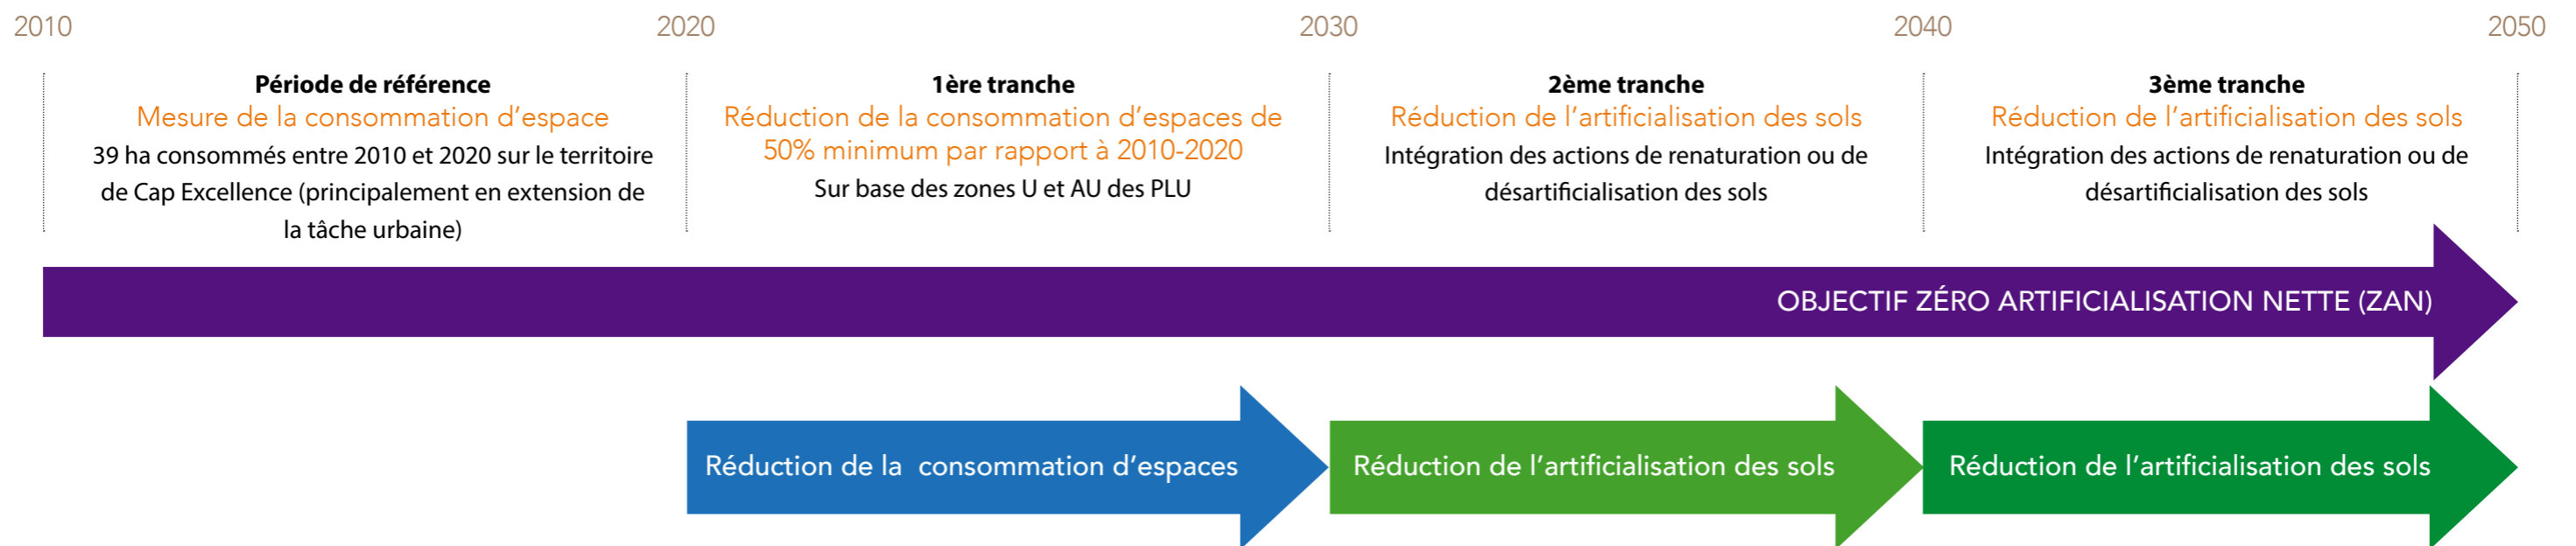 2010
2020
2030
2040
2050
Période de référence
Mesure de la consommation d’espace
39 ha consommés entre 2010 et 2020 sur le territoire
de Cap Excellence (principalement en extension de
la tâche urbaine)
1ère tranche
Réduction de la consommation d’espaces de
50% minimum par rapport à 2010-2020
Sur base des zones U et AU des PLU
2ème tranche
Réduction de l’artificialisation des sols
Intégration des actions de renaturation ou de
désartificialisation des sols
3ème tranche
Réduction de l’artificialisation des sols
Intégration des actions de renaturation ou de
désartificialisation des sols
OBJECTIF ZÉRO ARTIFICIALISATION NETTE (ZAN)
Réduction de la  consommation d’espaces
Réduction de l’artificialisation des sols
Réduction de l’artificialisation des sols